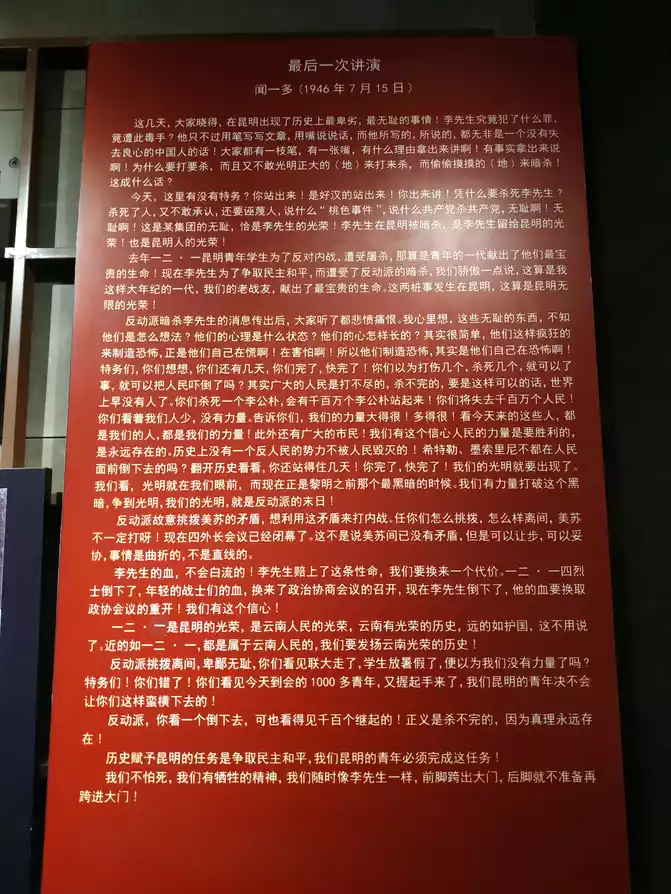 最后一次讲演
闻一多（1946 年 7 月 15 日）
这几天，大家晓得，在昆明出现了历史上最卑劣，最无耻的事情！李先生究竟犯了什么罪，
竟遭此毒手？他只不过用笔写写文章，用嘴说说话，而他所写的，所说的，都无非是一个没有失
去良心的中国人的话！大家都有一枝笔，有一张嘴，有什么理由拿出来讲啊！有事实拿出来说
啊！为什么要打要杀，而且又不敢光明正大的（地）来打来杀，而偷偷摸摸的（地）来暗杀！
这成什么话？
今天，这里有没有特务？你站出来！是好汉的站出来！你出来讲！凭什么要杀死李先生？
杀死了人，又不敢承认，还要诬蔑人，说什么“桃色事件”，说什么共产党杀共产党，无耻啊！无
耻啊！这是某集团的无耻，恰是李先生的光荣！李先生在昆明被暗杀，是李先生留给昆明的光
荣！也是昆明人的光荣！
去年一二 · 一昆明青年学生为了反对内战，遭受屠杀，那算是青年的一代献出了他们最宝
贵的生命！现在李先生为了争取民主和平，而遭受了反动派的暗杀，我们骄傲一点说，这算是我
这样大年纪的一代，我们的老战友，献出了最宝贵的生命。这两桩事发生在昆明，这算是昆明无
限的光荣！
反动派暗杀李先生的消息传出后，大家听了都悲愤痛恨。我心里想，这些无耻的东西，不知
他们是怎么想法？他们的心理是什么状态？他们的心怎样长的？其实很简单，他们这样疯狂的
来制造恐怖，正是他们自己在慌啊！在害怕啊！所以他们制造恐怖，其实是他们自己在恐怖啊！
特务们，你们想想，你们还有几天，你们完了，快完了！你们以为打伤几个，杀死几个，就可以了
事，就可以把人民吓倒了吗？其实广大的人民是打不尽的，杀不完的，要是这样可以的话，世界
上早没有人了。你们杀死一个李公朴，会有千百万个李公朴站起来！你们将失去千百万个人民！
你们看着我们人少，没有力量。告诉你们，我们的力量大得很！多得很！看今天来的这些人，都
是我们的人，都是我们的力量！此外还有广大的市民！我们有这个信心人民的力量是要胜利的，
是永远存在的。历史上没有一个反人民的势力不被人民毁灭的！希特勒、墨索里尼不都在人民
面前倒下去的吗？翻开历史看看，你还站得住几天！你完了，快完了！我们的光明就要出现了。
我们看，光明就在我们眼前，而现在正是黎明之前那个最黑暗的时候。我们有力量打破这个黑
暗，争到光明，我们的光明，就是反动派的末日！
反动派故意挑拨美苏的矛盾，想利用这矛盾来打内战。任你们怎么挑拨，怎么样离间，美苏
不一定打呀！现在四外长会议已经闭幕了。这不是说美苏间已没有矛盾，但是可以让步，可以妥
协，事情是曲折的，不是直线的。
李先生的血，不会白流的！李先生赔上了这条性命，我们要换来一个代价。一二 · 一四烈
士倒下了，年轻的战士们的血，换来了政治协商会议的召开，现在李先生倒下了，他的血要换取
政协会议的重开！我们有这个信心！
一二 · 一是昆明的光荣，是云南人民的光荣，云南有光荣的历史，远的如护国，这不用说
了。近的如一二 · 一，都是属于云南人民的，我们要发扬云南光荣的历史！
反动派挑拨离间，卑鄙无耻，你们看见联大走了，学生放暑假了，便以为我们没有力量了吗？
特务们！你们错了！你们看见今天到会的 1000 多青年，又握起手来了，我们昆明的青年决不会
让你们这样蛮横下去的！
反动派，你看一个倒下去，可也看得见千百个继起的！正义是杀不完的，因为真理永远存
在！
历史赋予昆明的任务是争取民主和平，我们昆明的青年必须完成这任务！
我们不怕死，我们有牺牲的精神，我们随时像李先生一样，前脚跨出大门，后脚就不准备再
跨进大门！